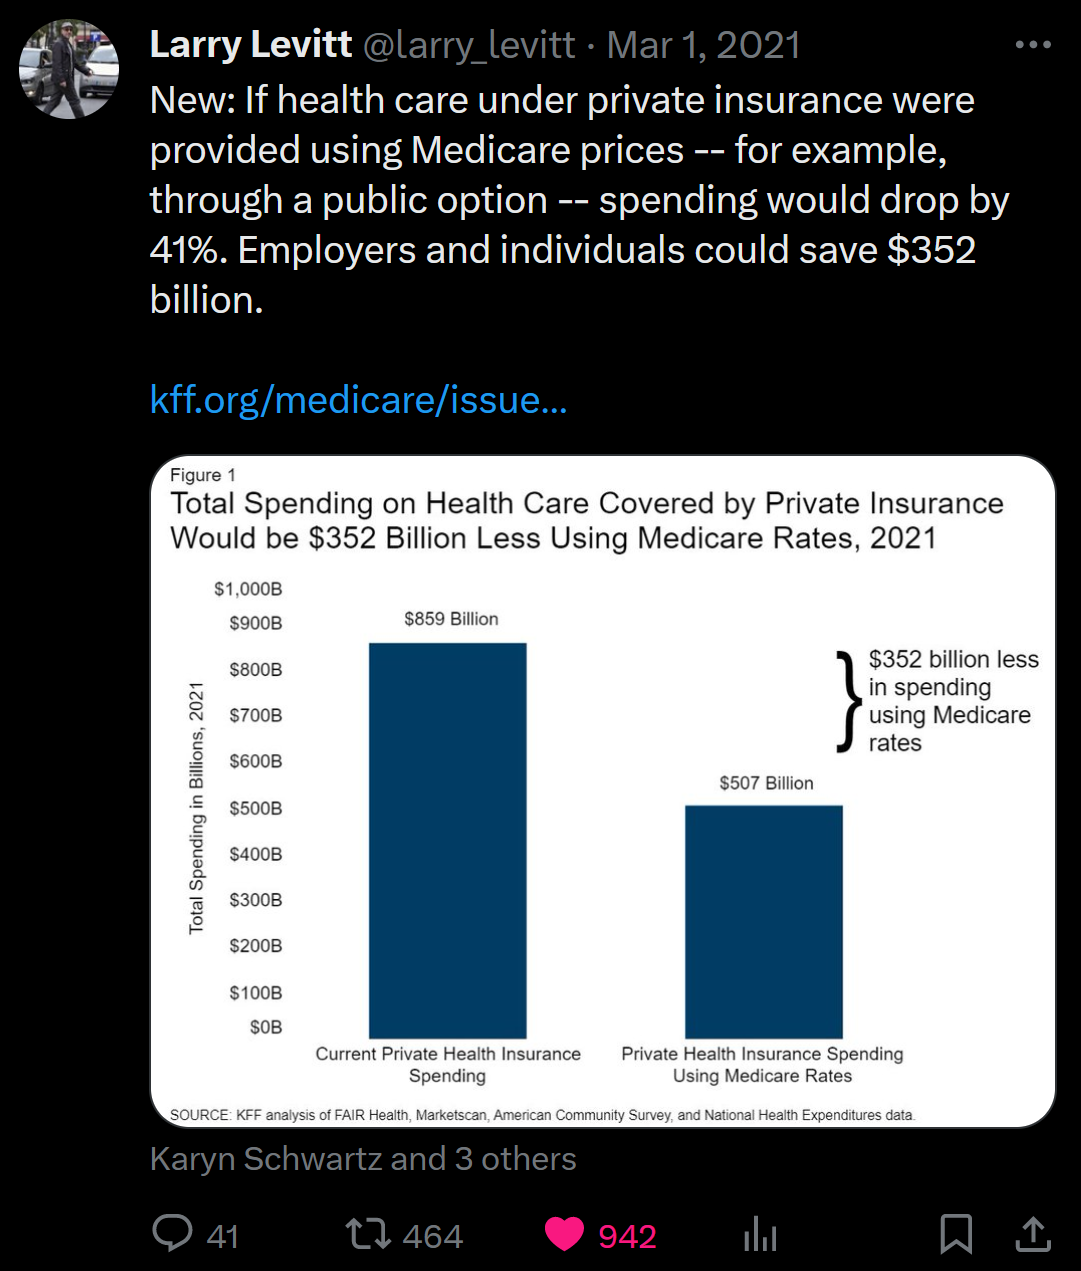 Larry Levitt @larry_levitt · Mar 1, 2021
New: If health care under private insurance were
provided using Medicare prices -- for example,
through a public option -- spending would drop by
41%. Employers and individuals could save $352
billion.
kff.org/medicare/issue...
Figure 1
Total Spending on Health Care Covered by Private Insurance
Would be $352 Billion Less Using Medicare Rates, 2021
Total Spending in Billions, 2021
$1,000B
$900B
$800B
$700B
$600B
$500B
$400B
$300B
$200B
$100B
$0B
$859 Billion
$507 Billion
$352 billion less
in spending
using Medicare
rates
Current Private Health Insurance
Spending
Private Health Insurance Spending
Using Medicare Rates
SOURCE: KFF analysis of FAIR Health, Marketscan, American Community Survey, and National Health Expenditures data.
Karyn Schwartz and 3 others
41 464 942